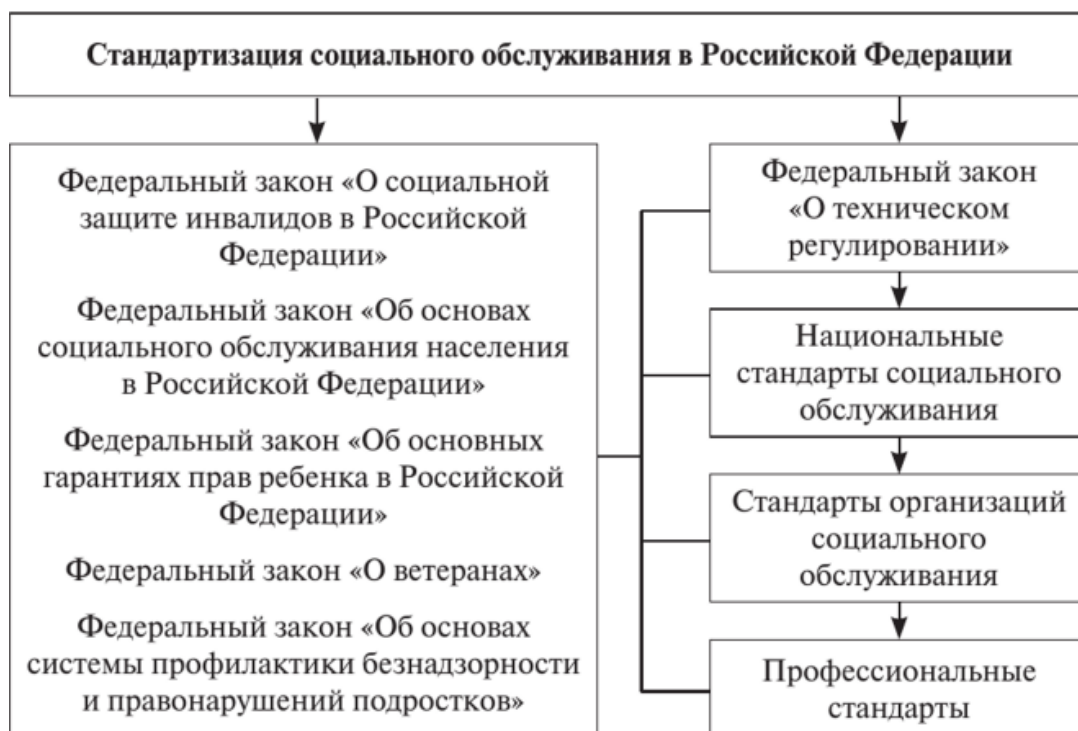 Стандартизация социального обслуживания в Российской Федерации
Федеральный закон «О социальной
защите инвалидов в Российской
Федерации»
Федеральный закон «Об основах
социального обслуживания населения
в Российской Федерации»
Федеральный закон «Об основных
гарантиях прав ребенка в Российской
Федерации»
Федеральный закон «О ветеранах»
Федеральный закон «Об основах
системы профилактики безнадзорности
и правонарушений подростков»
Федеральный закон
«О техническом
регулировании»
Национальные
стандарты социального
обслуживания
Стандарты организаций
социального
обслуживания
Профессиональные
стандарты